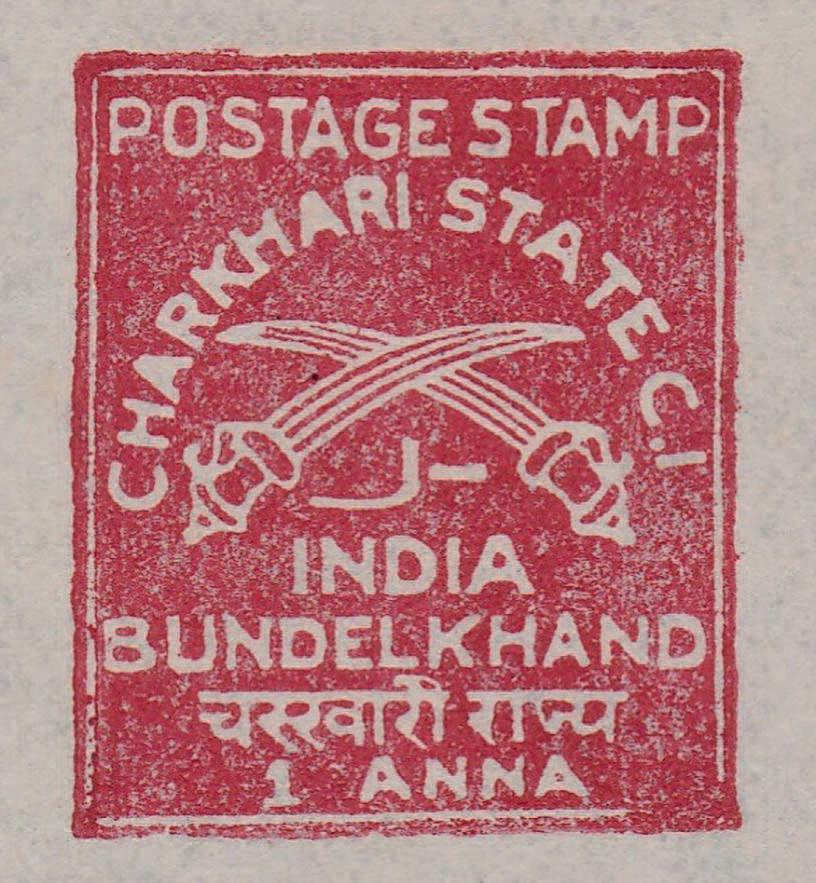 POSTAGE STAMP
CHARKHARI STATE C.I
INDIA
BUNDELKHAND
चरखारी राज्य
1 ANNA